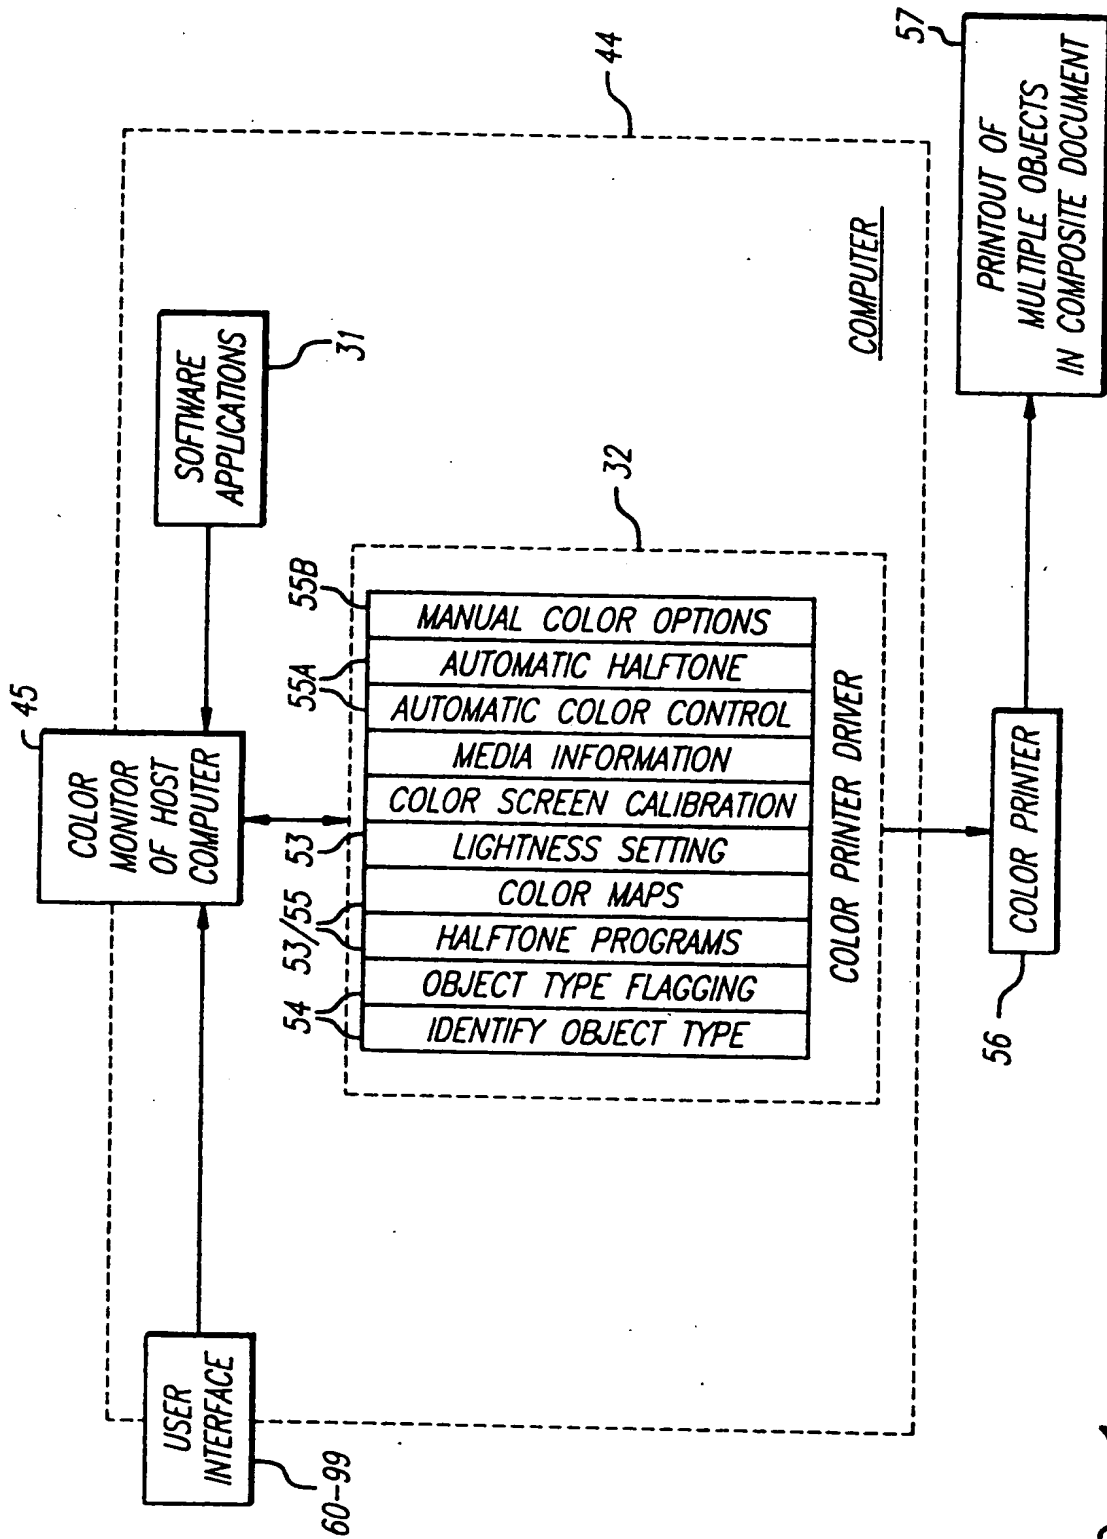 45
COLOR
MONITOR
OF HOST
COMPUTER
USER
INTERFACE
60-99
SOFTWARE
APPLICATIONS
31
44
COMPUTER
32
54
53/55
53
55A
55B
IDENTIFY OBJECT TYPE
OBJECT TYPE FLAGGING
HALFTONE PROGRAMS
COLOR MAPS
LIGHTNESS SETTING
COLOR SCREEN CALIBRATION
MEDIA INFORMATION
AUTOMATIC COLOR CONTROL
AUTOMATIC HALFTONE
MANUAL COLOR OPTIONS
COLOR PRINTER DRIVER
COLOR PRINTER
56
57
PRINTOUT OF
MULTIPLE OBJECTS
IN COMPOSITE DOCUMENT